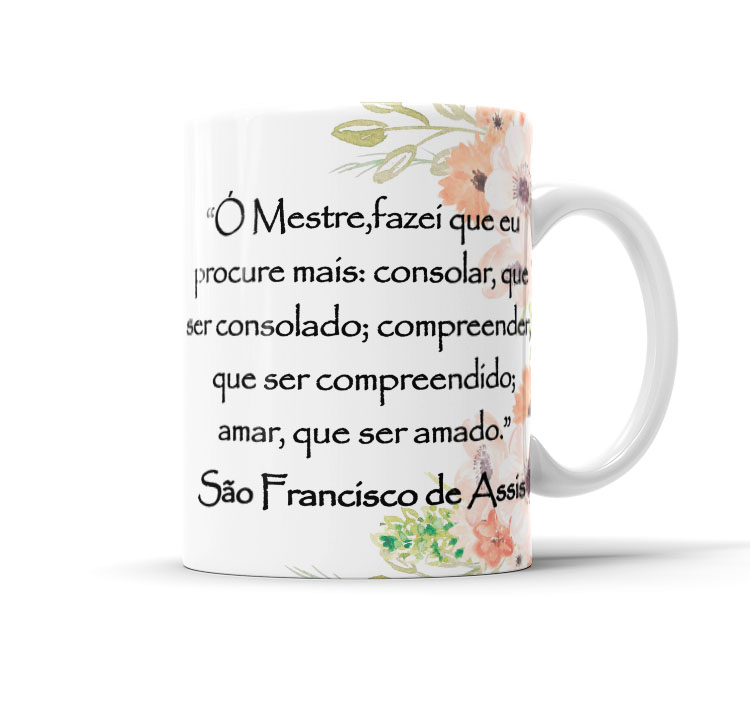 “Ó Mestre,fazei que eu
procure mais: consolar, que
ser consolado; compreender,
que ser compreendido;
amar, que ser amado.”
São Francisco de Assis